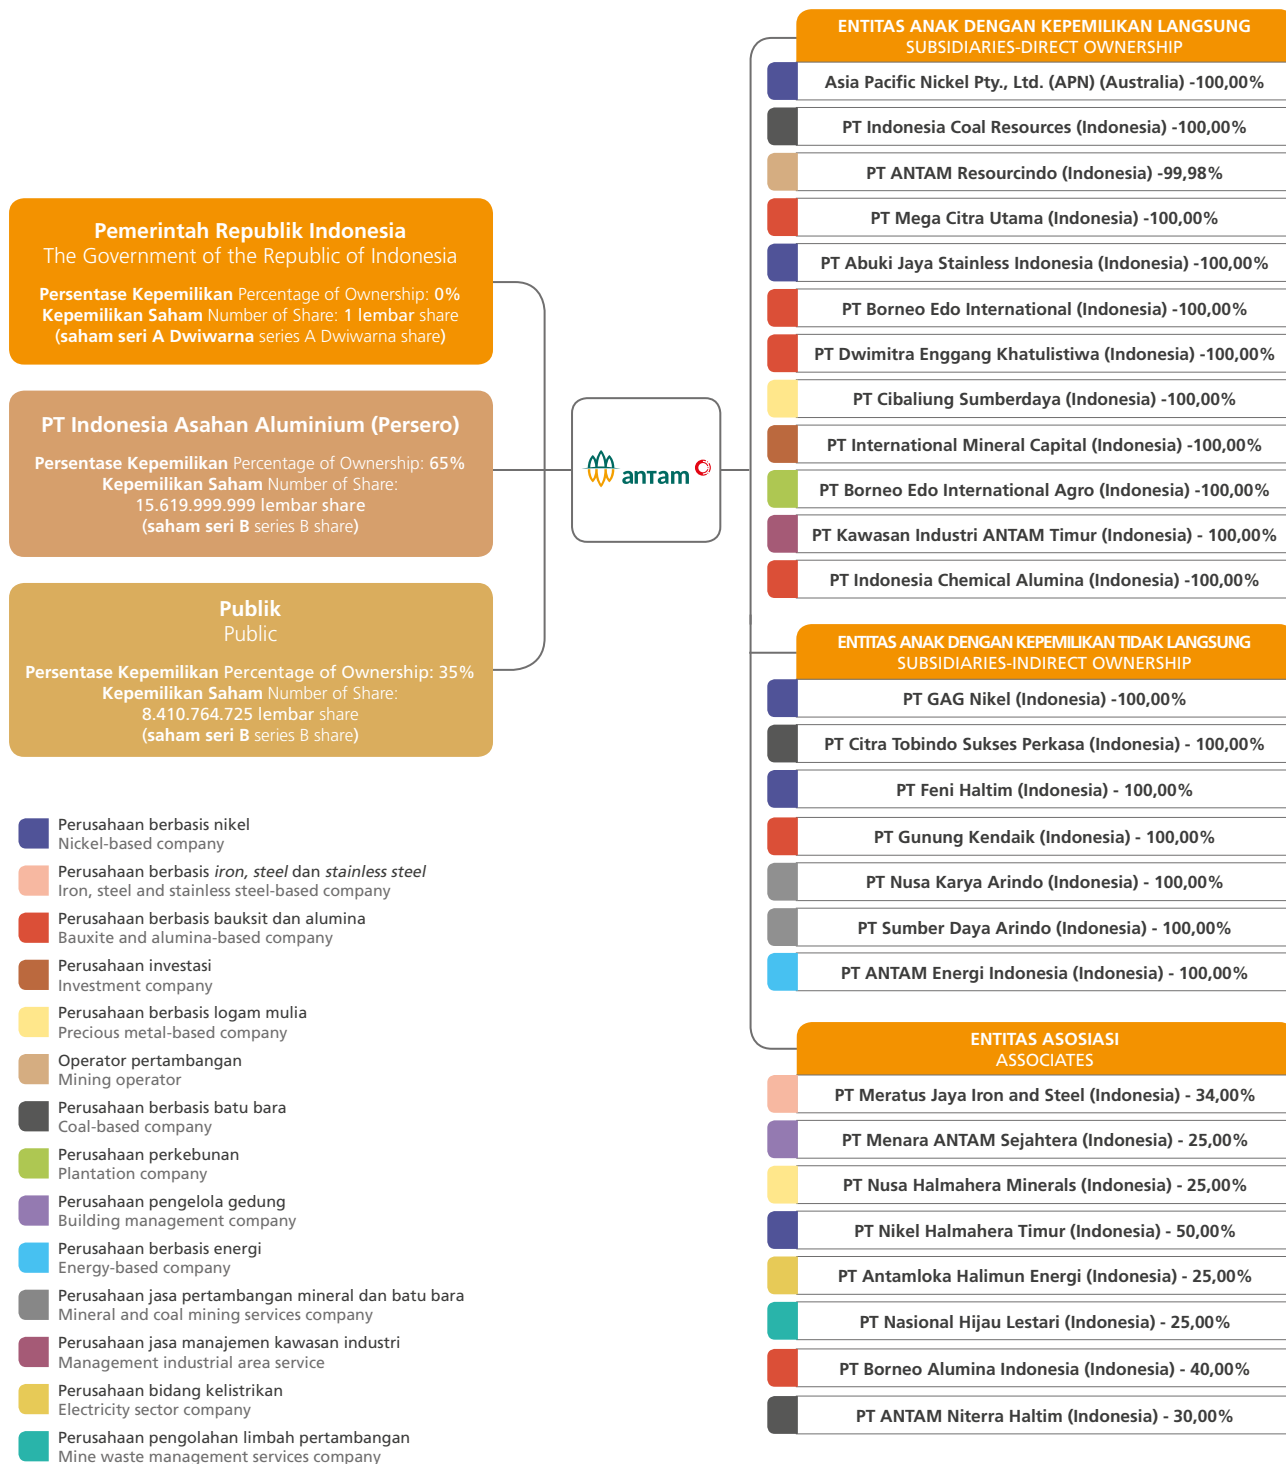 Pemerintah Republik Indonesia
The Government of the Republic of Indonesia
Persentase Kepemilikan Percentage of Ownership: 0%
Kepemilikan Saham Number of Share: 1 lembar share
(saham seri A Dwiwarna series A Dwiwarna share)
PT Indonesia Asahan Aluminium (Persero)
Persentase Kepemilikan Percentage of Ownership: 65%
Kepemilikan Saham Number of Share:
15.619.999.999 lembar share
(saham seri B series B share)
Publik
Public
Persentase Kepemilikan Percentage of Ownership: 35%
Kepemilikan Saham Number of Share:
8.410.764.725 lembar share
(saham seri B series B share)
antam
ENTITAS ANAK DENGAN KEPEMILIKAN LANGSUNG
SUBSIDIARIES-DIRECT OWNERSHIP
Asia Pacific Nickel Pty., Ltd. (APN) (Australia) -100,00%
PT Indonesia Coal Resources (Indonesia) -100,00%
PT ANTAM Resourcindo (Indonesia) -99,98%
PT Mega Citra Utama (Indonesia) -100,00%
PT Abuki Jaya Stainless Indonesia (Indonesia) -100,00%
PT Borneo Edo International (Indonesia) -100,00%
PT Dwimitra Enggang Khatulistiwa (Indonesia) -100,00%
PT Cibaliung Sumberdaya (Indonesia) -100,00%
PT International Mineral Capital (Indonesia) -100,00%
PT Borneo Edo International Agro (Indonesia) -100,00%
PT Kawasan Industri ANTAM Timur (Indonesia) - 100,00%
PT Indonesia Chemical Alumina (Indonesia) -100,00%
ENTITAS ANAK DENGAN KEPEMILIKAN TIDAK LANGSUNG
SUBSIDIARIES-INDIRECT OWNERSHIP
PT GAG Nikel (Indonesia) -100,00%
PT Citra Tobindo Sukses Perkasa (Indonesia) - 100,00%
PT Feni Haltim (Indonesia) - 100,00%
PT Gunung Kendaik (Indonesia) - 100,00%
PT Nusa Karya Arindo (Indonesia) - 100,00%
PT Sumber Daya Arindo (Indonesia) - 100,00%
PT ANTAM Energi Indonesia (Indonesia) - 100,00%
ENTITAS ASOSIASI
ASSOCIATES
PT Meratus Jaya Iron and Steel (Indonesia) - 34,00%
PT Menara ANTAM Sejahtera (Indonesia) - 25,00%
PT Nusa Halmahera Minerals (Indonesia) - 25,00%
PT Nikel Halmahera Timur (Indonesia) - 50,00%
PT Antamloka Halimun Energi (Indonesia) - 25,00%
PT Nasional Hijau Lestari (Indonesia) - 25,00%
PT Borneo Alumina Indonesia (Indonesia) - 40,00%
PT ANTAM Niterra Haltim (Indonesia) - 30,00%
Perusahaan berbasis nikel
Nickel-based company
Perusahaan berbasis iron, steel dan stainless steel
Iron, steel and stainless steel-based company
Perusahaan berbasis bauksit dan alumina
Bauxite and alumina-based company
Perusahaan investasi
Investment company
Perusahaan berbasis logam mulia
Precious metal-based company
Operator pertambangan
Mining operator
Perusahaan berbasis batu bara
Coal-based company
Perusahaan perkebunan
Plantation company
Perusahaan pengelola gedung
Building management company
Perusahaan berbasis energi
Energy-based company
Perusahaan jasa pertambangan mineral dan batu bara
Mineral and coal mining services company
Perusahaan jasa manajemen kawasan industri
Management industrial area service
Perusahaan bidang kelistrikan
Electricity sector company
Perusahaan pengolahan limbah pertambangan
Mine waste management services company